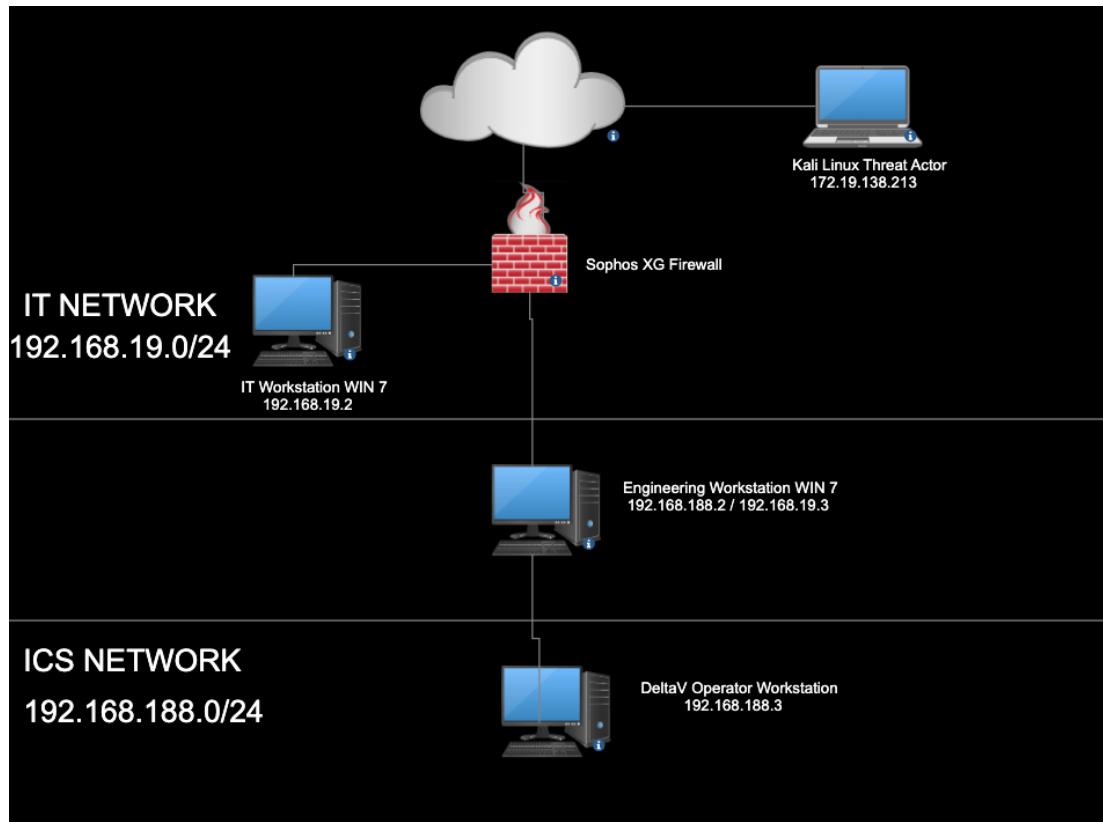 Kali Linux Threat Actor
172.19.138.213
Sophos XG Firewall
IT NETWORK
192.168.19.0/24
IT Workstation WIN 7
192.168.19.2
Engineering Workstation WIN 7
192.168.188.2 / 192.168.19.3
ICS NETWORK
192.168.188.0/24
DeltaV Operator Workstation
192.168.188.3